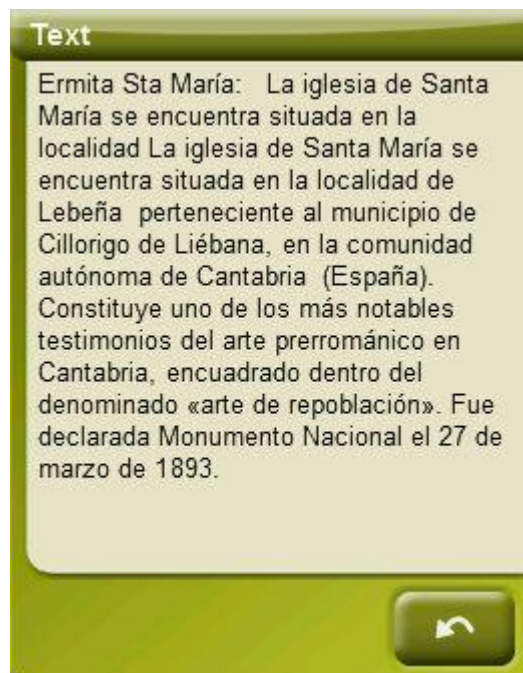 Text
Ermita Sta María:   La iglesia de Santa
María se encuentra situada en la
localidad La iglesia de Santa María se
encuentra situada en la localidad de
Lebeña  perteneciente al municipio de
Cillorigo de Liébana, en la comunidad
autónoma de Cantabria  (España).
Constituye uno de los más notables
testimonios del arte prerrománico en
Cantabria, encuadrado dentro del
denominado «arte de repoblación». Fue
declarada Monumento Nacional el 27 de
marzo de 1893.